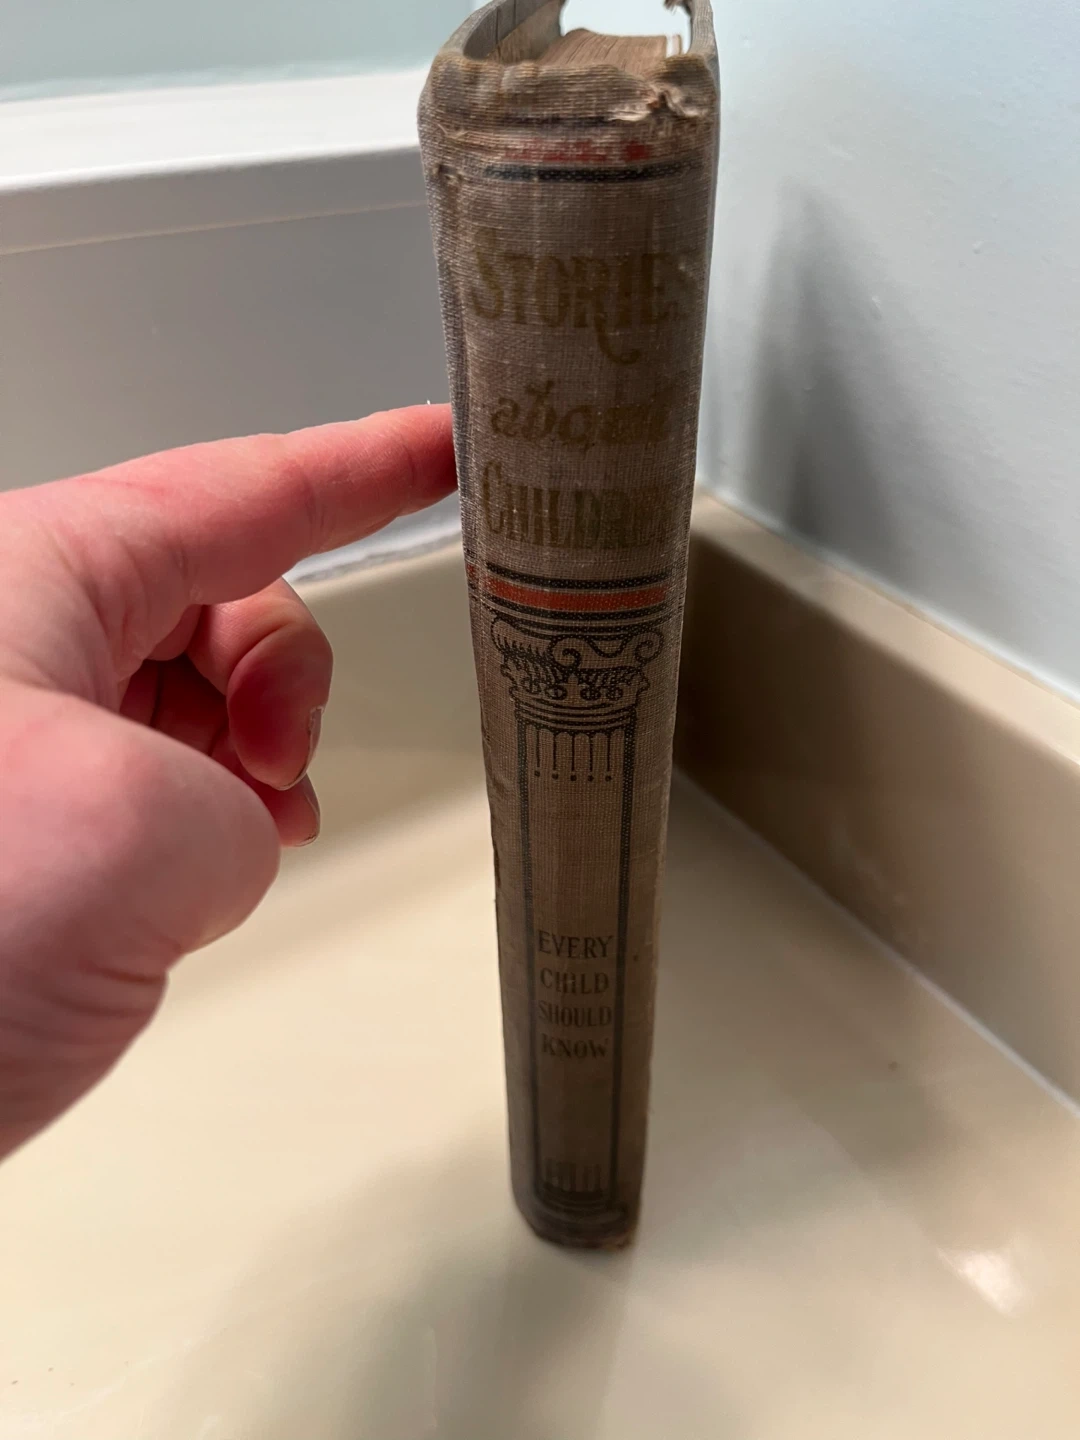 STORIES
about
CHILDREN
EVERY
CHILD
SHOULD
KNOW